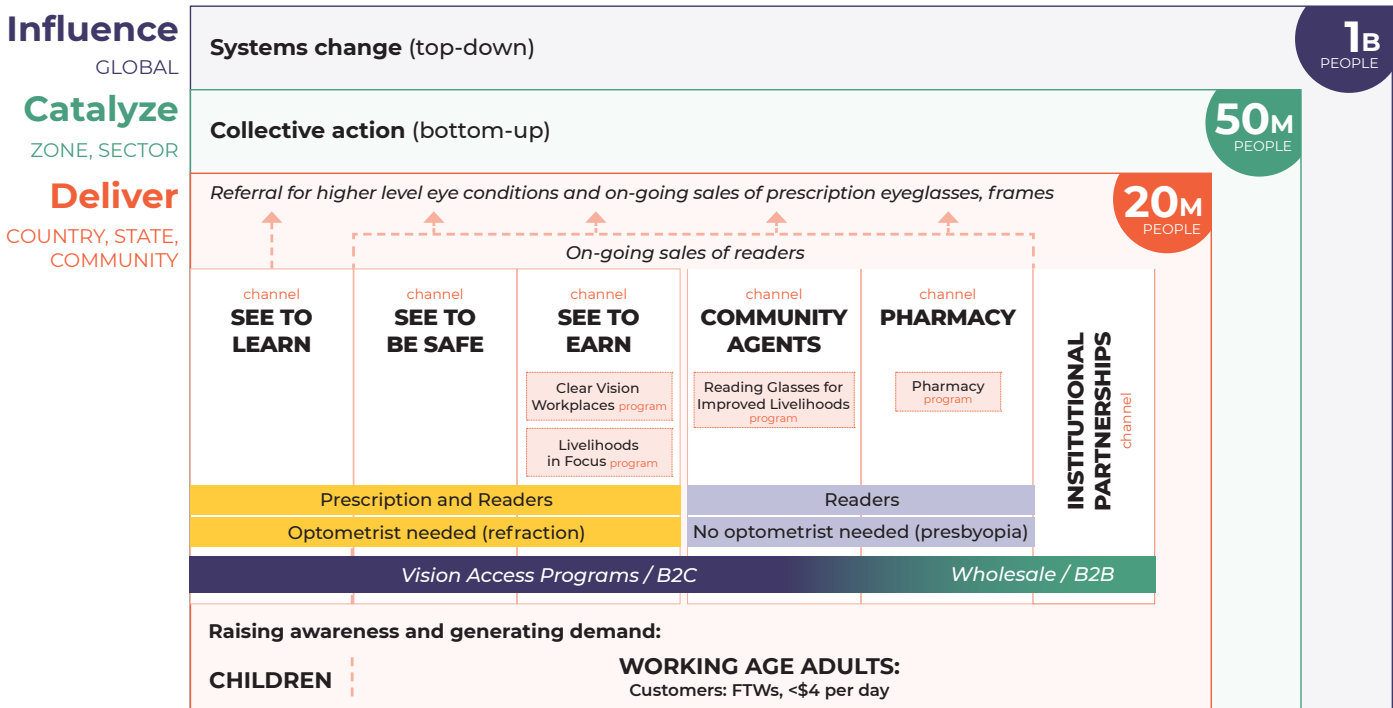 Influence
GLOBAL
Systems change (top-down)
1B
PEOPLE
Catalyze
ZONE, SECTOR
Collective action (bottom-up)
50M
PEOPLE
Deliver
COUNTRY, STATE,
COMMUNITY
Referral for higher level eye conditions and on-going sales of prescription eyeglasses, frames
20M
PEOPLE
On-going sales of readers
channel
SEE TO
LEARN
channel
SEE TO
BE SAFE
channel
SEE TO
EARN
Clear Vision
Workplaces program
Livelihoods
in Focus program
channel
COMMUNITY
AGENTS
Reading Glasses for
Improved Livelihoods
program
channel
PHARMACY
Pharmacy
program
INSTITUTIONAL
PARTNERSHIPS
channel
Prescription and Readers
Readers
Optometrist needed (refraction)
No optometrist needed (presbyopia)
Vision Access Programs / B2C
Wholesale / B2B
Raising awareness and generating demand:
CHILDREN
WORKING AGE ADULTS:
Customers: FTWs, <$4 per day